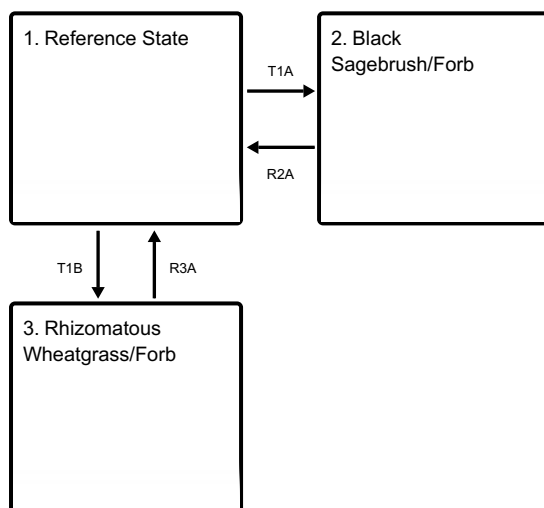 1. Reference State
2. Black
Sagebrush/Forb
T1A
R2A
T1B
R3A
3. Rhizomatous
Wheatgrass/Forb